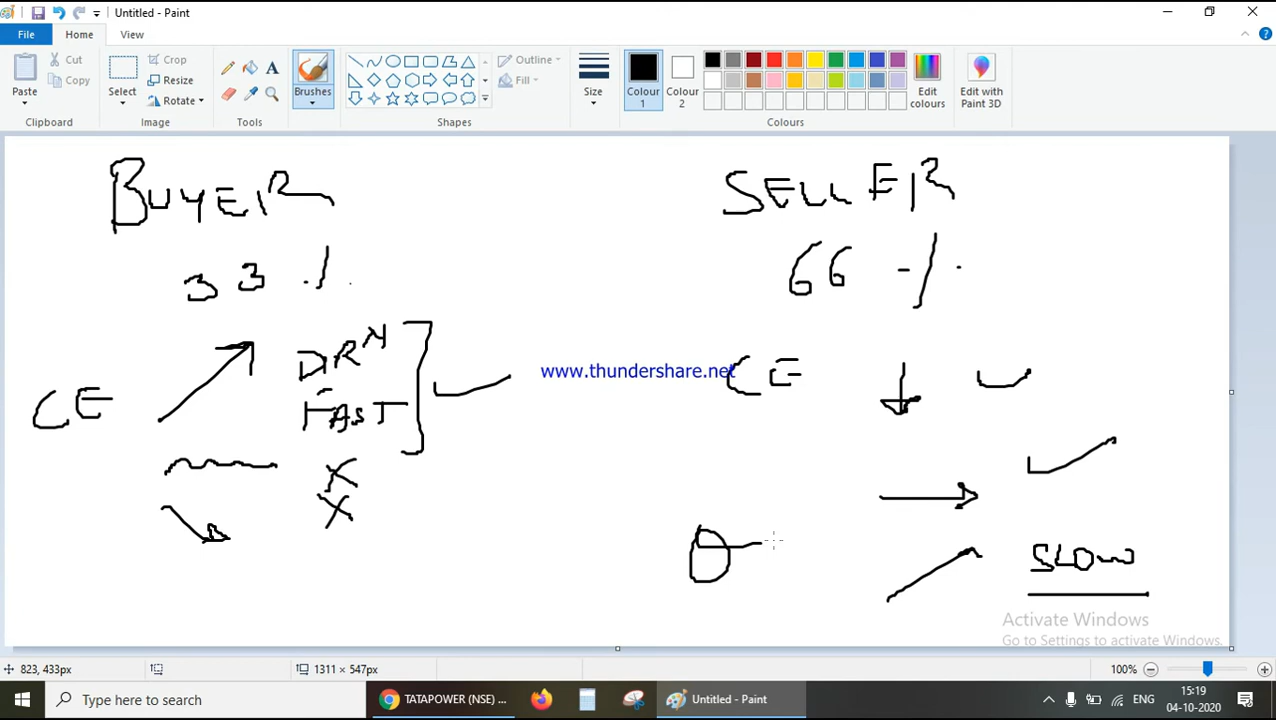 Untitled - Paint
File
Home
View
Paste
Cut
Copy
Clipboard
Select
Crop
Resize
Rotate
Image
Tools
Brushes
Outline
Fill
Shapes
Size
Colour 1
Colour 2
Edit colours
Edit with Paint 3D
Colours
BUYER
SELLER
33 ./.
66 -/.
CE
DRN
FAST
www.thundershare.net
CE
SLOW
Activate Windows
Go to Settings to activate Windows.
823, 433px
1311 × 547px
100%
Type here to search
TATAPOWER (NSE) ...
Untitled - Paint
ENG
15:19
04-10-2020